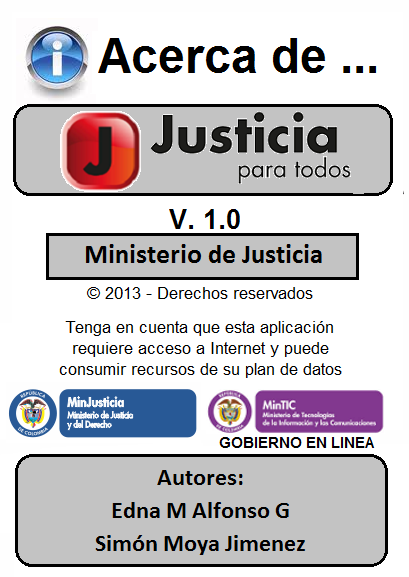 i Acerca de ...
J Justicia
para todos
V. 1.0
Ministerio de Justicia
© 2013 - Derechos reservados
Tenga en cuenta que esta aplicación
requiere acceso a Internet y puede
consumir recursos de su plan de datos
REPÚBLICA DE COLOMBIA
MinJusticia
Ministerio de Justicia
y del Derecho
REPÚBLICA DE COLOMBIA
MinTIC
Ministerio de Tecnologías
de la Información y las Comunicaciones
GOBIERNO EN LINEA
Autores:
Edna M Alfonso G
Simón Moya Jimenez